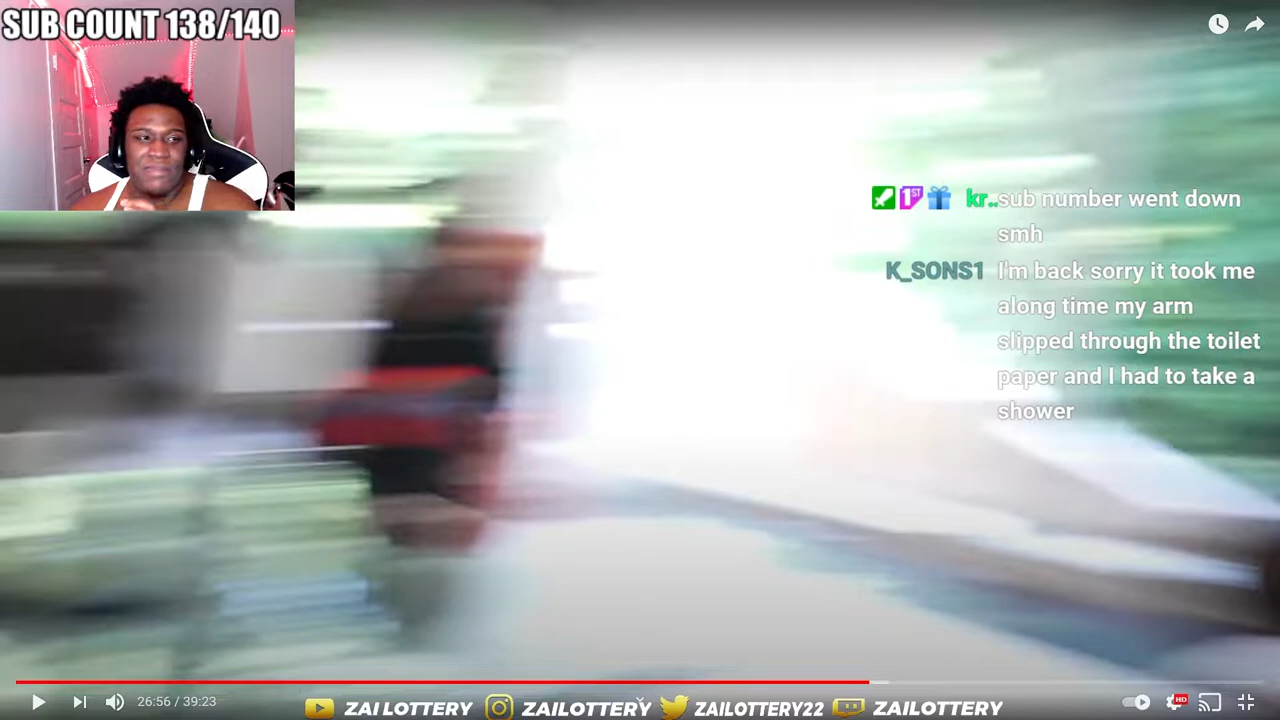 SUB COUNT 138/140
1ST kr..sub number went down
smh
K_SONS1 I'm back sorry it took me
along time my arm
slipped through the toilet
paper and I had to take a
shower
26:56 / 39:23
HD
ZAI LOTTERY ZAILOTTERY ZAILOTTERY22 ZAILOTTERY